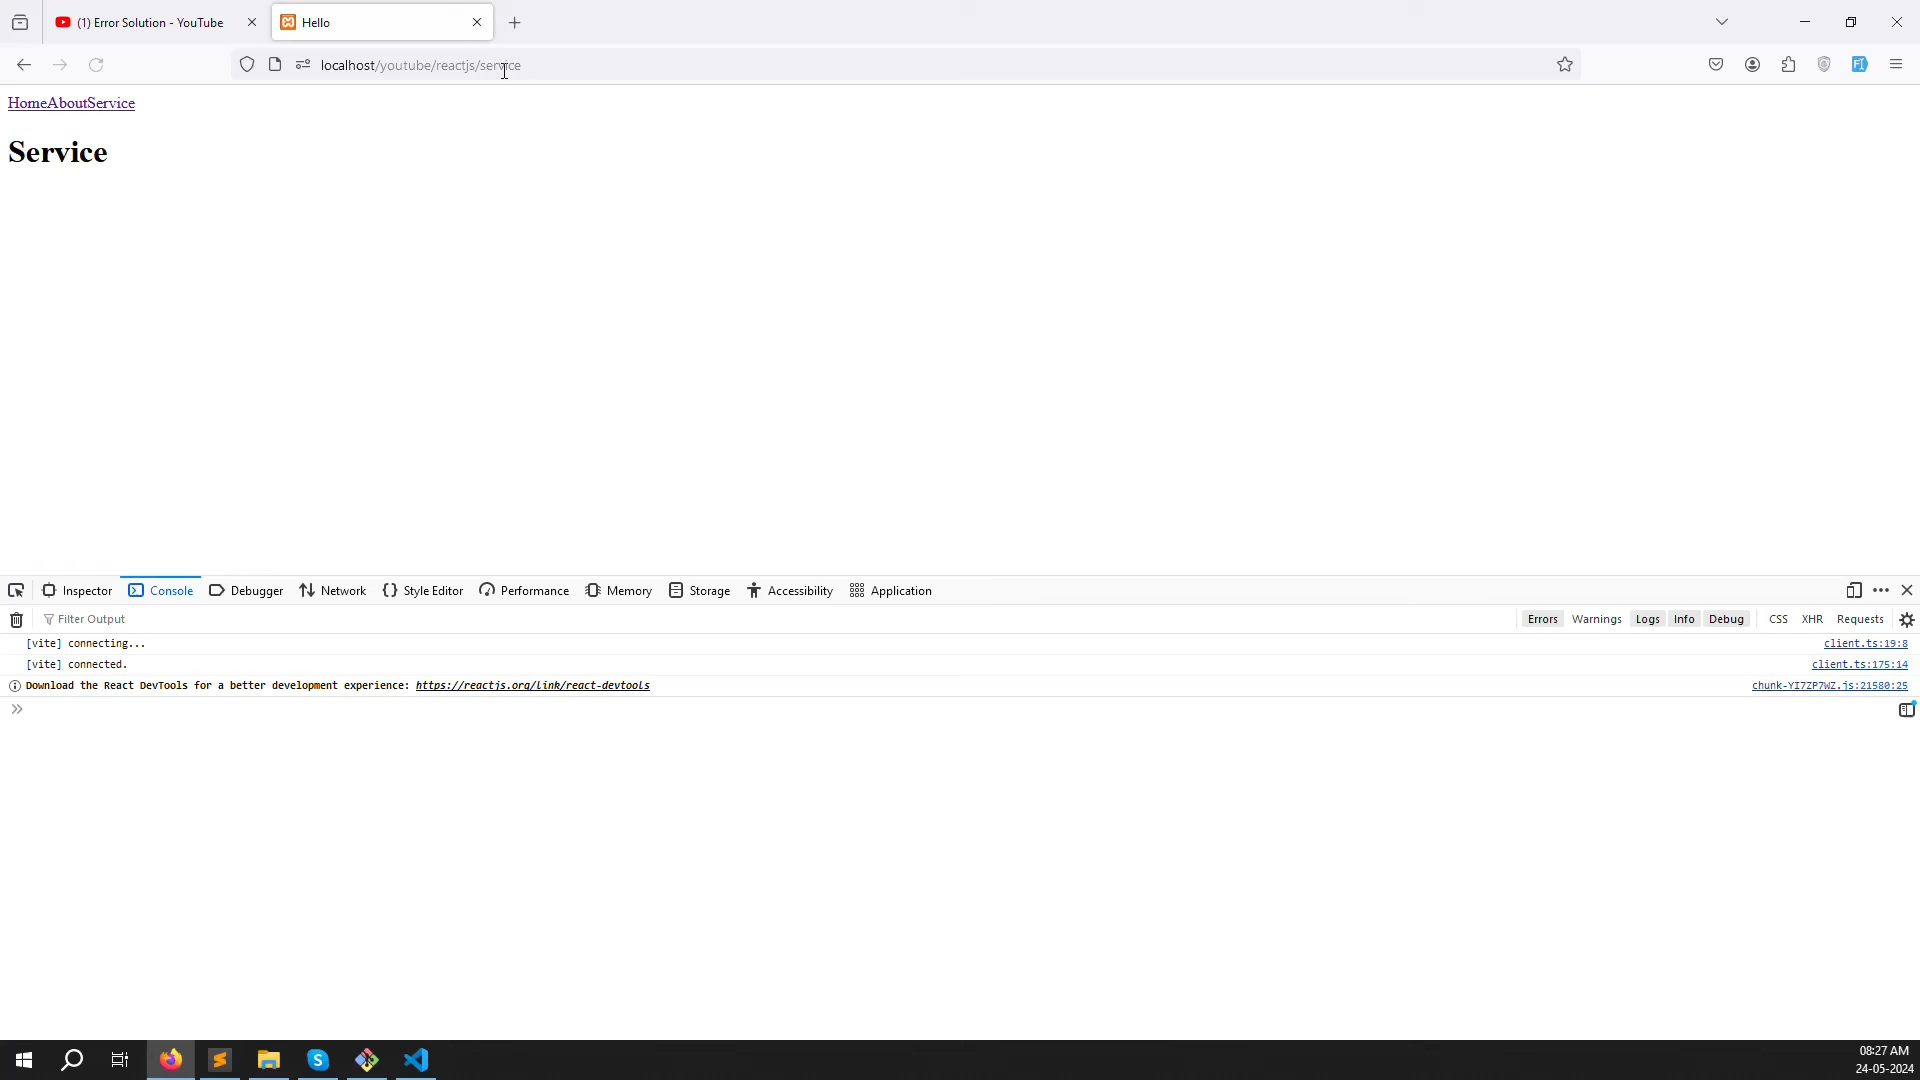 (1) Error Solution - YouTube
Hello
localhost/youtube/reactjs/service
HomeAboutService
Service
Inspector Console Debugger Network Style Editor Performance Memory Storage Accessibility Application
Filter Output Errors Warnings Logs Info Debug CSS XHR Requests
[vite] connecting... client.ts:19:8
[vite] connected. client.ts:175:14
Download the React DevTools for a better development experience: https://reactjs.org/link/react-devtools chunk-YI7ZP7WZ.js:21580:25
08:27 AM
24-05-2024